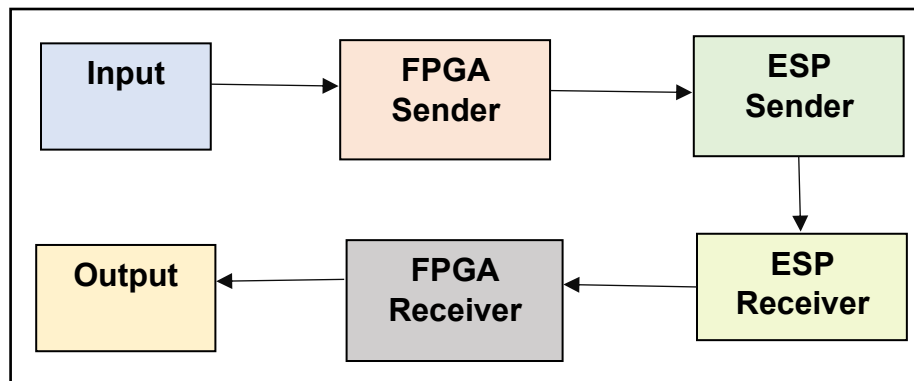 Input
FPGA
Sender
ESP
Sender
Output
FPGA
Receiver
ESP
Receiver